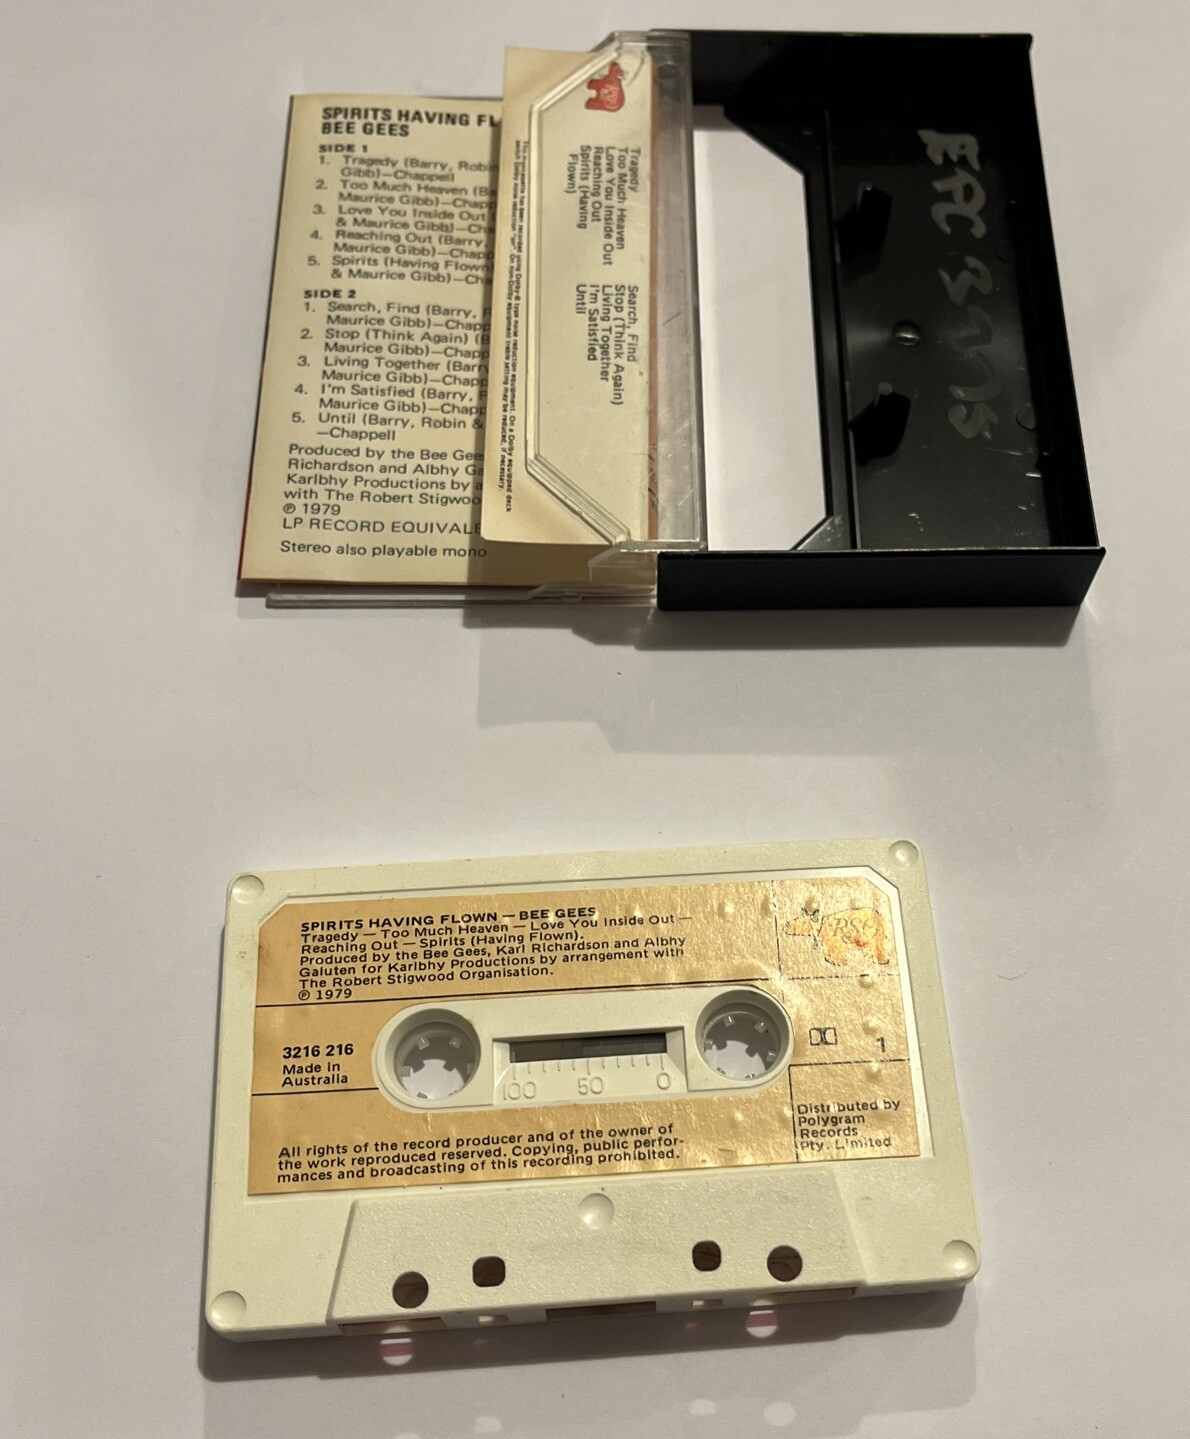 SPIRITS HAVING FL
BEE GEES
SIDE 1
1. Tragedy (Barry, Robin
Gibb)—Chappell
2. Too Much Heaven (Ba
Maurice Gibb)—Chapp
3. Love You Inside Out
& Maurice Gibb)—Cha
4. Reaching Out (Barry,
Maurice Gibb)—Chapp
5. Spirits (Having Flown)
& Maurice Gibb)—Cha
SIDE 2
1. Search, Find (Barry, R
Maurice Gibb)—Chapp
2. Stop (Think Again) (B
Maurice Gibb)—Chapp
3. Living Together (Barr
Maurice Gibb)—Chapp
4. I'm Satisfied (Barry, R
Maurice Gibb)—Chapp
5. Until (Barry, Robin &
—Chappell
Produced by the Bee Gee
Richardson and Albhy Ga
Karlbhy Productions by a
with The Robert Stigwoo
℗ 1979
LP RECORD EQUIVALE
Stereo also playable mono
RSO
Tragedy
Too Much Heaven
Love You Inside Out
Reaching Out
Spirits (Having
Flown)
Search, Find
Stop (Think Again)
Living Together
I'm Satisfied
Until
SPIRITS HAVING FLOWN — BEE GEES
Tragedy — Too Much Heaven — Love You Inside Out —
Reaching Out — Spirits (Having Flown).
Produced by the Bee Gees, Karl Richardson and Albhy
Galuten for Karlbhy Productions by arrangement with
The Robert Stigwood Organisation.
℗ 1979
RSO
3216 216
Made in
Australia
100 50 0
1
All rights of the record producer and of the owner of
the work reproduced reserved. Copying, public perfor-
mances and broadcasting of this recording prohibited.
Distributed by
Polygram
Records
Pty. Limited